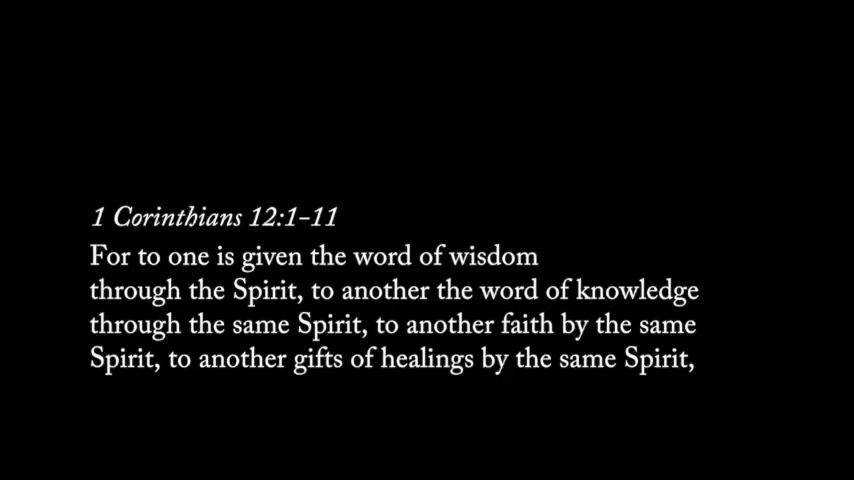 1 Corinthians 12:1-11
For to one is given the word of wisdom
through the Spirit, to another the word of knowledge
through the same Spirit, to another faith by the same
Spirit, to another gifts of healings by the same Spirit,